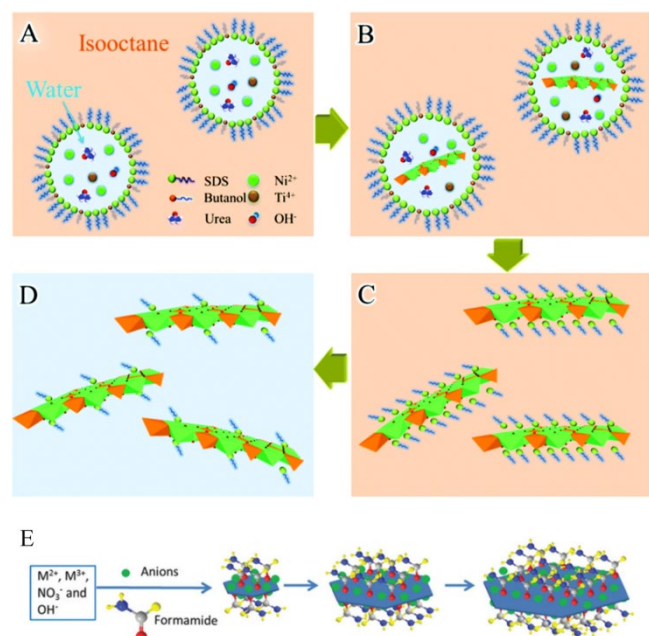 A
Isooctane
Water
SDS
Ni²⁺
Butanol
Ti⁴⁺
Urea
OH⁻
B
D
C
E
M²⁺, M³⁺,
NO₃⁻ and
OH⁻
Anions
Formamide